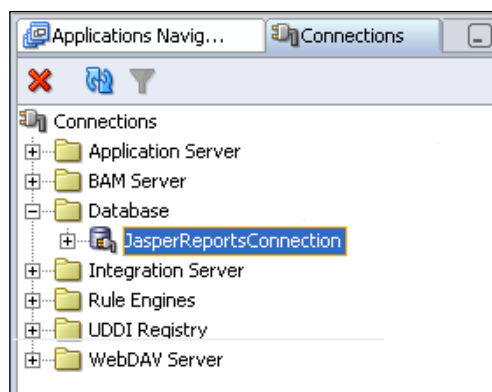 Applications Navig... Connections
Connections
Application Server
BAM Server
Database
JasperReportsConnection
Integration Server
Rule Engines
UDDI Registry
WebDAV Server